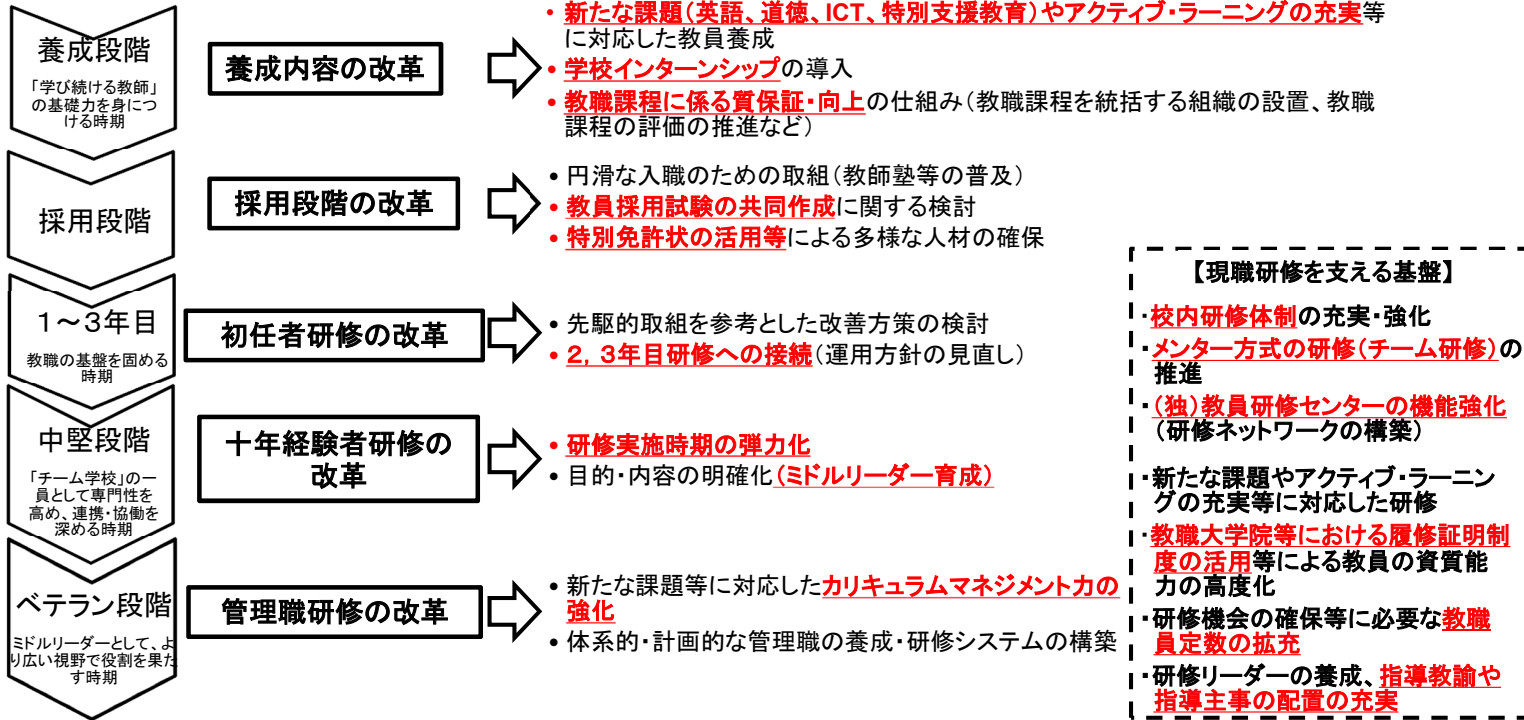 養成段階
「学び続ける教師」
の基礎力を身につ
ける時期
養成内容の改革
• 新たな課題（英語、道徳、ICT、特別支援教育）やアクティブ・ラーニングの充実等
に対応した教員養成
• 学校インターンシップの導入
• 教職課程に係る質保証・向上の仕組み（教職課程を統括する組織の設置、教職
課程の評価の推進など）
採用段階
採用段階の改革
• 円滑な入職のための取組（教師塾等の普及）
• 教員採用試験の共同作成に関する検討
• 特別免許状の活用等による多様な人材の確保
１～３年目
教職の基盤を固める
時期
初任者研修の改革
• 先駆的取組を参考とした改善方策の検討
• ２，３年目研修への接続（運用方針の見直し）
中堅段階
「チーム学校」の一
員として専門性を
高め、連携・協働を
深める時期
十年経験者研修の
改革
• 研修実施時期の弾力化
• 目的・内容の明確化（ミドルリーダー育成）
ベテラン段階
ミドルリーダーとして、よ
り広い視野で役割を果た
す時期
管理職研修の改革
• 新たな課題等に対応したカリキュラムマネジメント力の
強化
• 体系的・計画的な管理職の養成・研修システムの構築
【現職研修を支える基盤】
・校内研修体制の充実・強化
・メンター方式の研修（チーム研修）の
推進
・（独）教員研修センターの機能強化
（研修ネットワークの構築）
・新たな課題やアクティブ・ラーニン
グの充実等に対応した研修
・教職大学院等における履修証明制
度の活用等による教員の資質能
力の高度化
・研修機会の確保等に必要な教職
員定数の拡充
・研修リーダーの養成、指導教諭や
指導主事の配置の充実